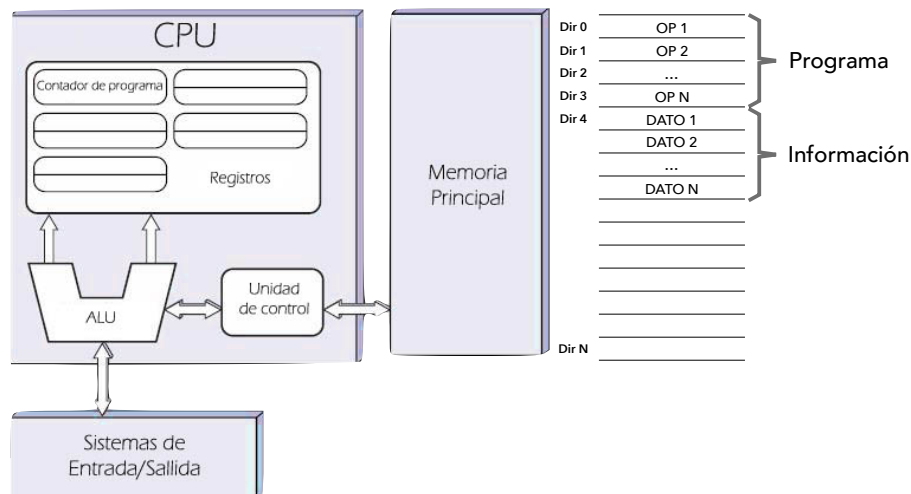 CPU
Contador de programa
Registros
ALU
Unidad
de control
Sistemas de
Entrada/Sallida
Memoria
Principal
Dir 0 OP 1
Dir 1 OP 2
Dir 2 ...
Dir 3 OP N
Dir 4 DATO 1
DATO 2
...
DATO N
Dir N
Programa
Información